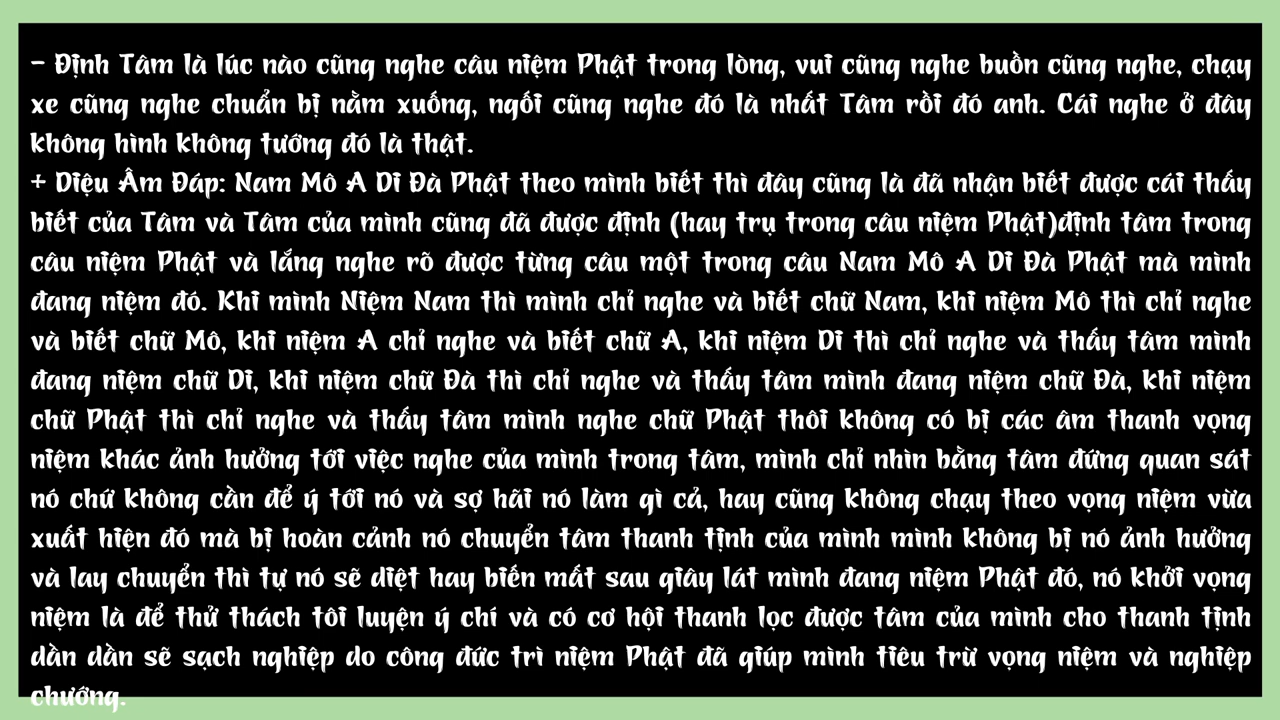 – Định Tâm là lúc nào cũng nghe câu niệm Phật trong lòng, vui cũng nghe buồn cũng nghe, chạy
xe cũng nghe chuẩn bị nằm xuống, ngồi cũng nghe đó là nhất Tâm rồi đó anh. Cái nghe ở đây
không hình không tướng đó là thật.
+ Diệu Âm Đáp: Nam Mô A Di Đà Phật theo mình biết thì đây cũng là đã nhận biết được cái thấy
biết của Tâm và Tâm của mình cũng đã được định (hay trụ trong câu niệm Phật)định tâm trong
câu niệm Phật và lắng nghe rõ được từng câu một trong câu Nam Mô A Di Đà Phật mà mình
đang niệm đó. Khi mình Niệm Nam thì mình chỉ nghe và biết chữ Nam, khi niệm Mô thì chỉ nghe
và biết chữ Mô, khi niệm A chỉ nghe và biết chữ A, khi niệm Di thì chỉ nghe và thấy tâm mình
đang niệm chữ Di, khi niệm chữ Đà thì chỉ nghe và thấy tâm mình đang niệm chữ Đà, khi niệm
chữ Phật thì chỉ nghe và thấy tâm mình nghe chữ Phật thôi không có bị các âm thanh vọng
niệm khác ảnh hưởng tới việc nghe của mình trong tâm, mình chỉ nhìn bằng tâm đứng quan sát
nó chứ không cần để ý tới nó và sợ hãi nó làm gì cả, hay cũng không chạy theo vọng niệm vừa
xuất hiện đó mà bị hoàn cảnh nó chuyển tâm thanh tịnh của mình mình không bị nó ảnh hưởng
và lay chuyển thì tự nó sẽ diệt hay biến mất sau giây lát mình đang niệm Phật đó, nó khởi vọng
niệm là để thử thách tôi luyện ý chí và có cơ hội thanh lọc được tâm của mình cho thanh tịnh
dần dần sẽ sạch nghiệp do công đức trì niệm Phật đã giúp mình tiêu trừ vọng niệm và nghiệp
chướng.